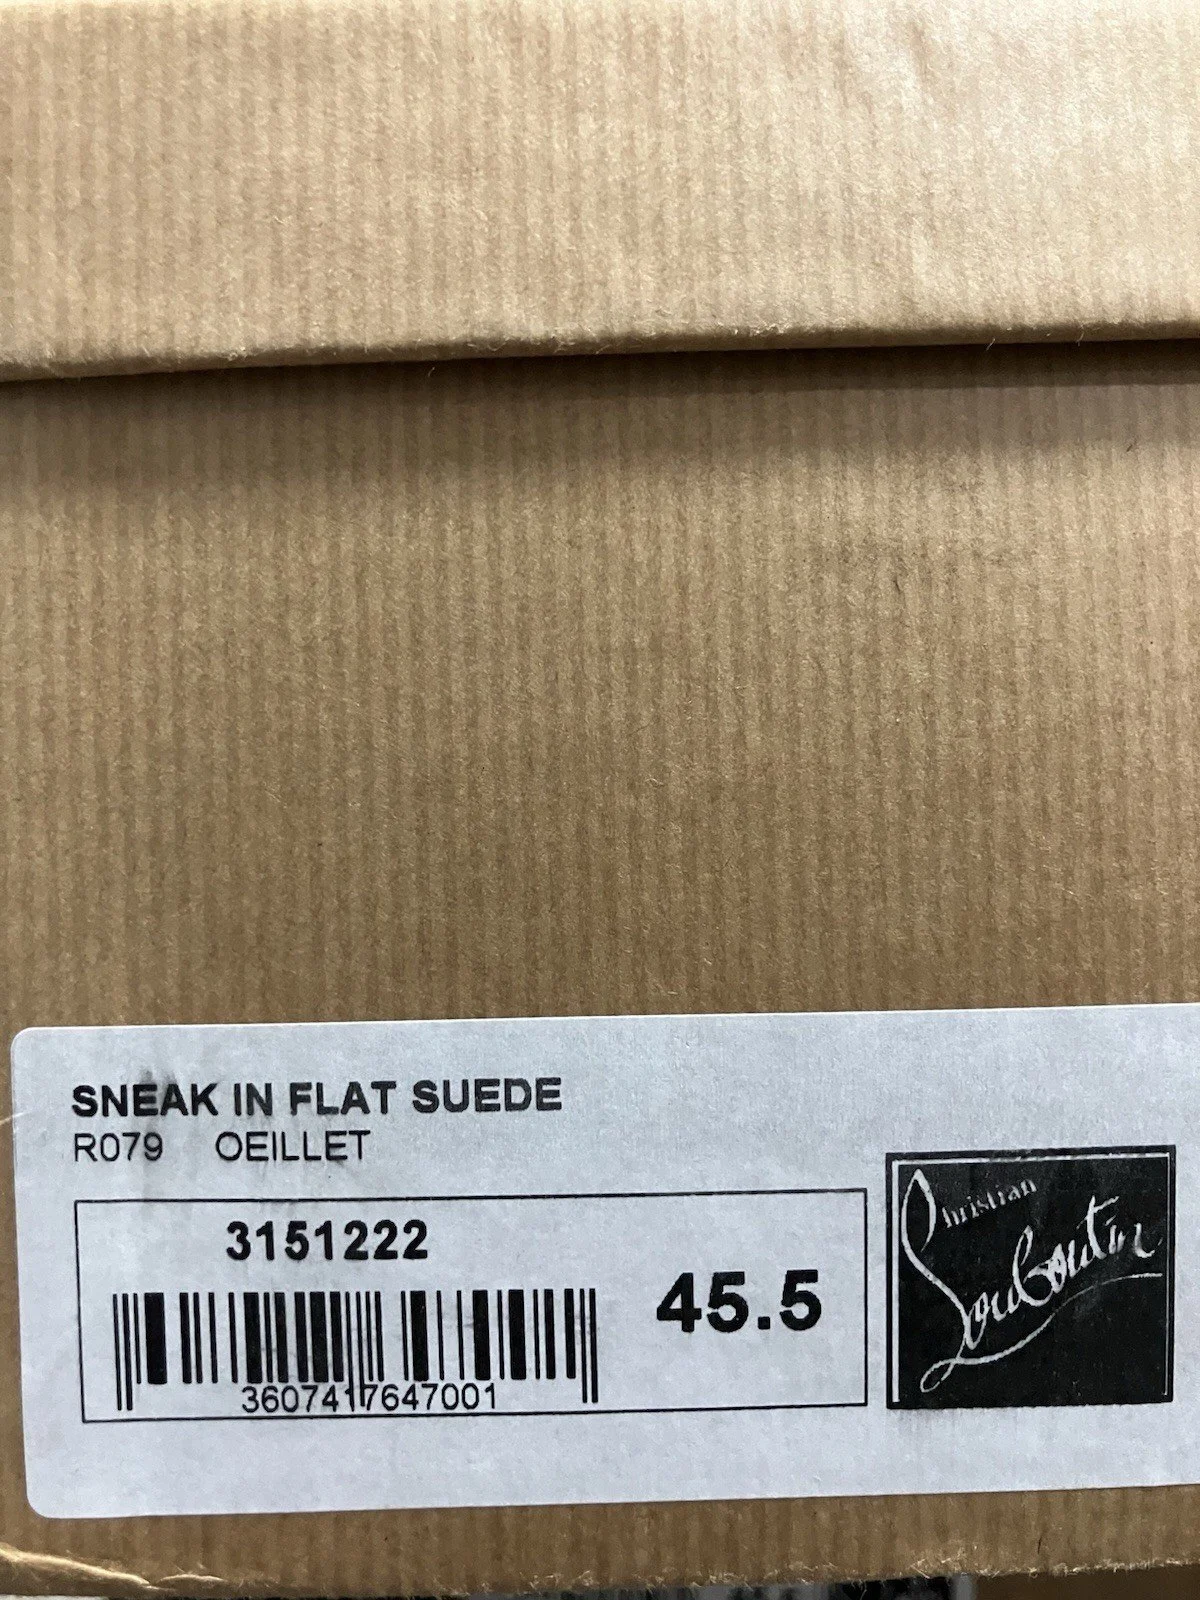 SNEAK IN FLAT SUEDE
R079 OEILLET
3151222
45.5
3607417647001
Christian
Louboutin